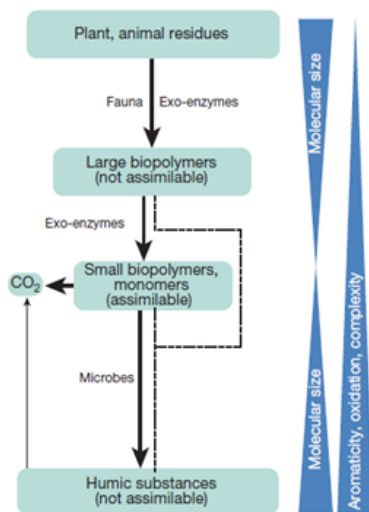 Plant, animal residues
Fauna Exo-enzymes
Large biopolymers
(not assimilable)
Exo-enzymes
Small biopolymers,
monomers
(assimilable)
CO₂
Microbes
Humic substances
(not assimilable)
Molecular size
Molecular size
Aromaticity, oxidation, complexity